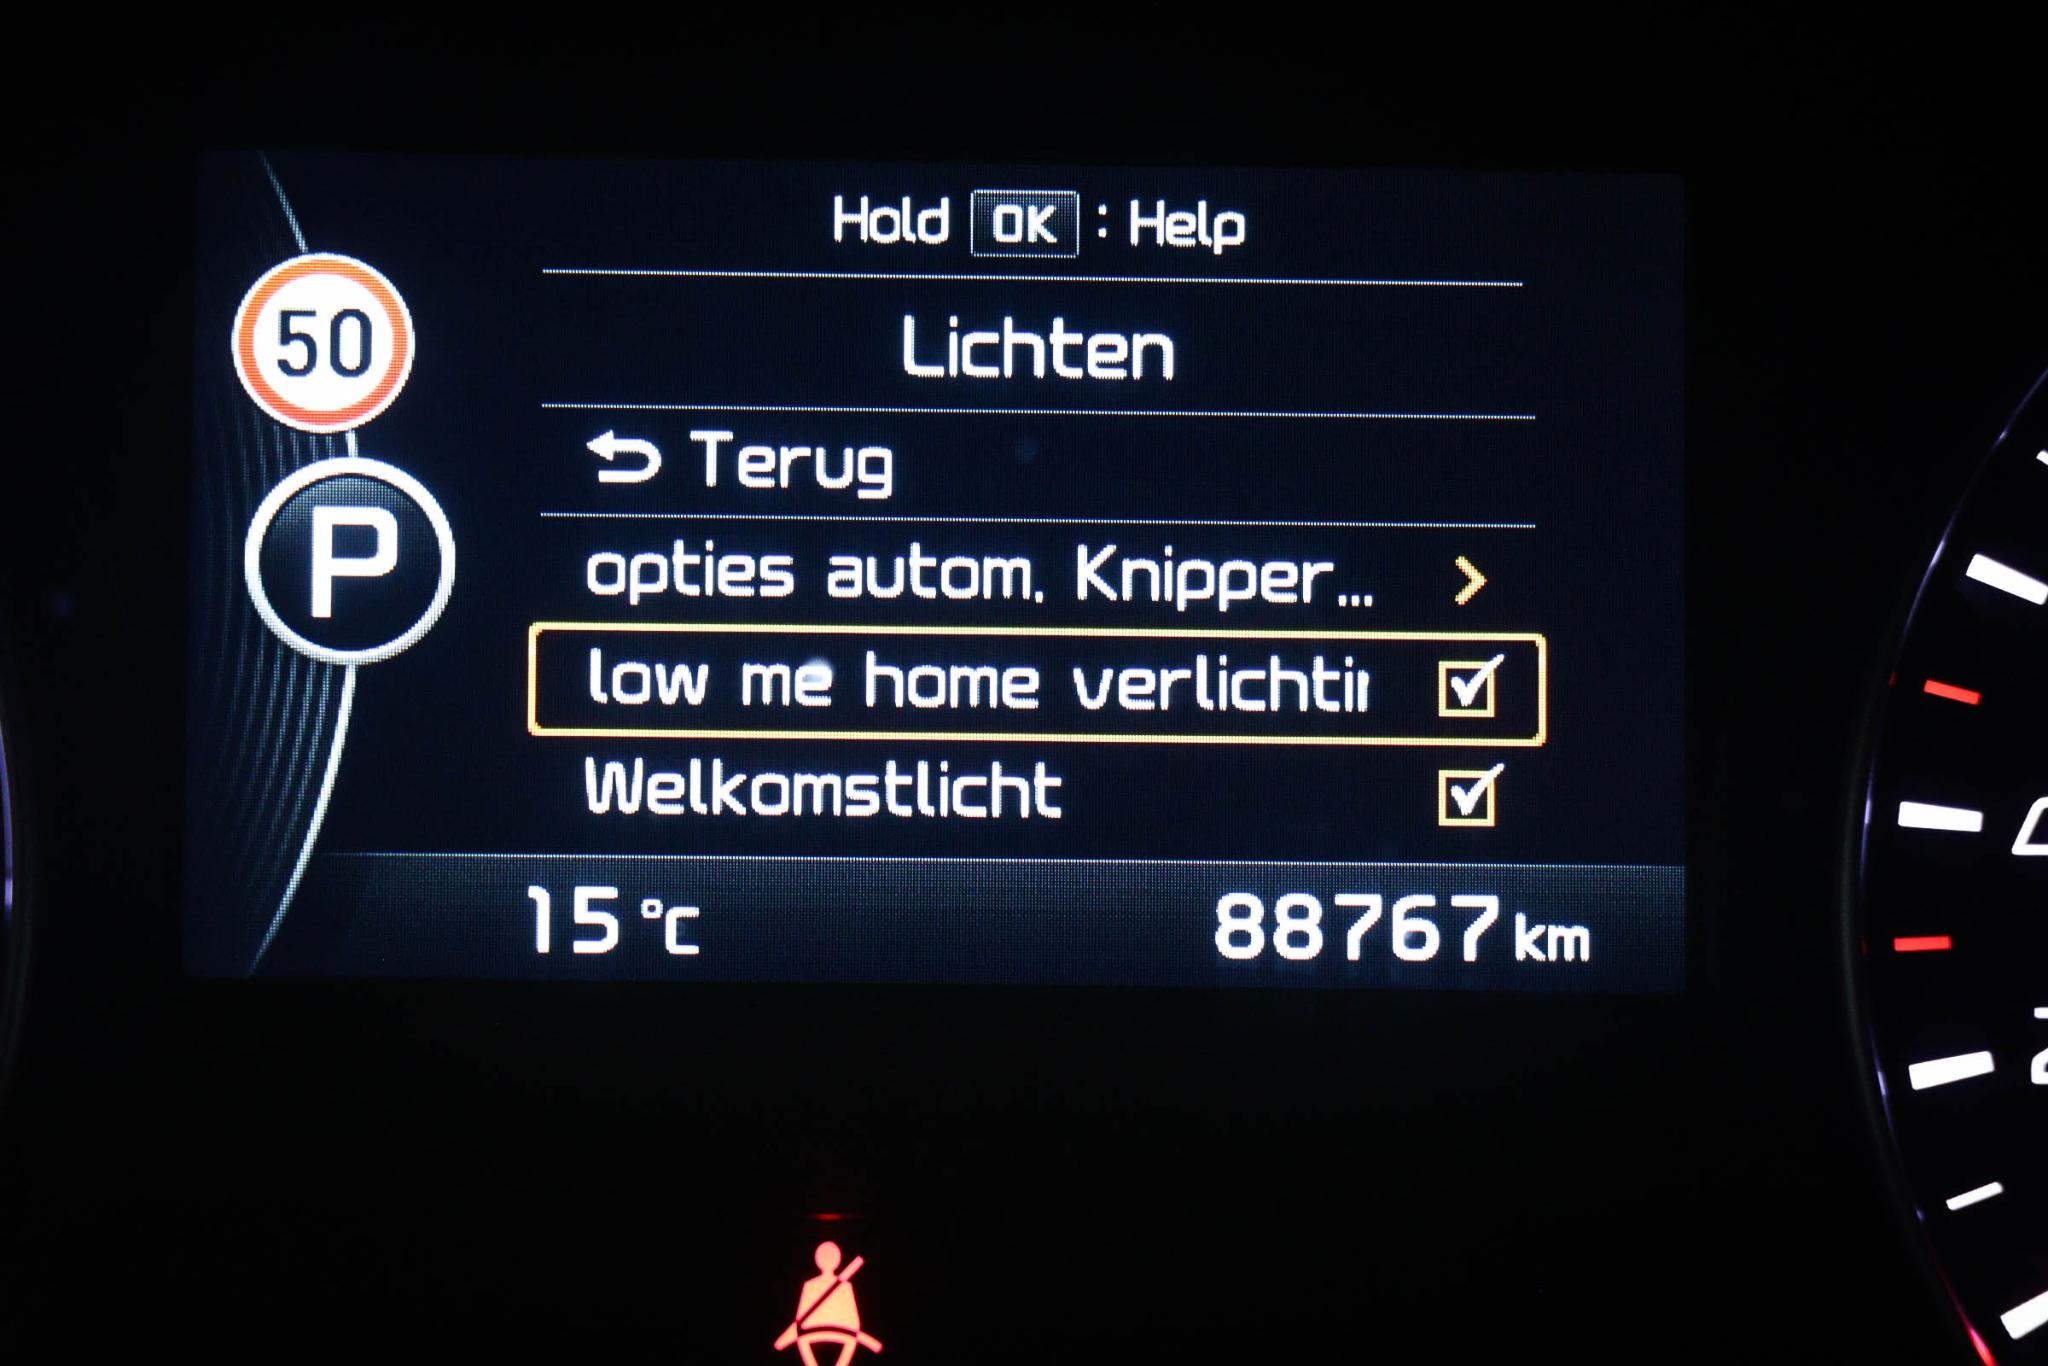 Hold OK : Help
50
Lichten
Terug
P
opties autom. Knipper...
low me home verlichti
Welkomstlicht
15 °C
88767 km